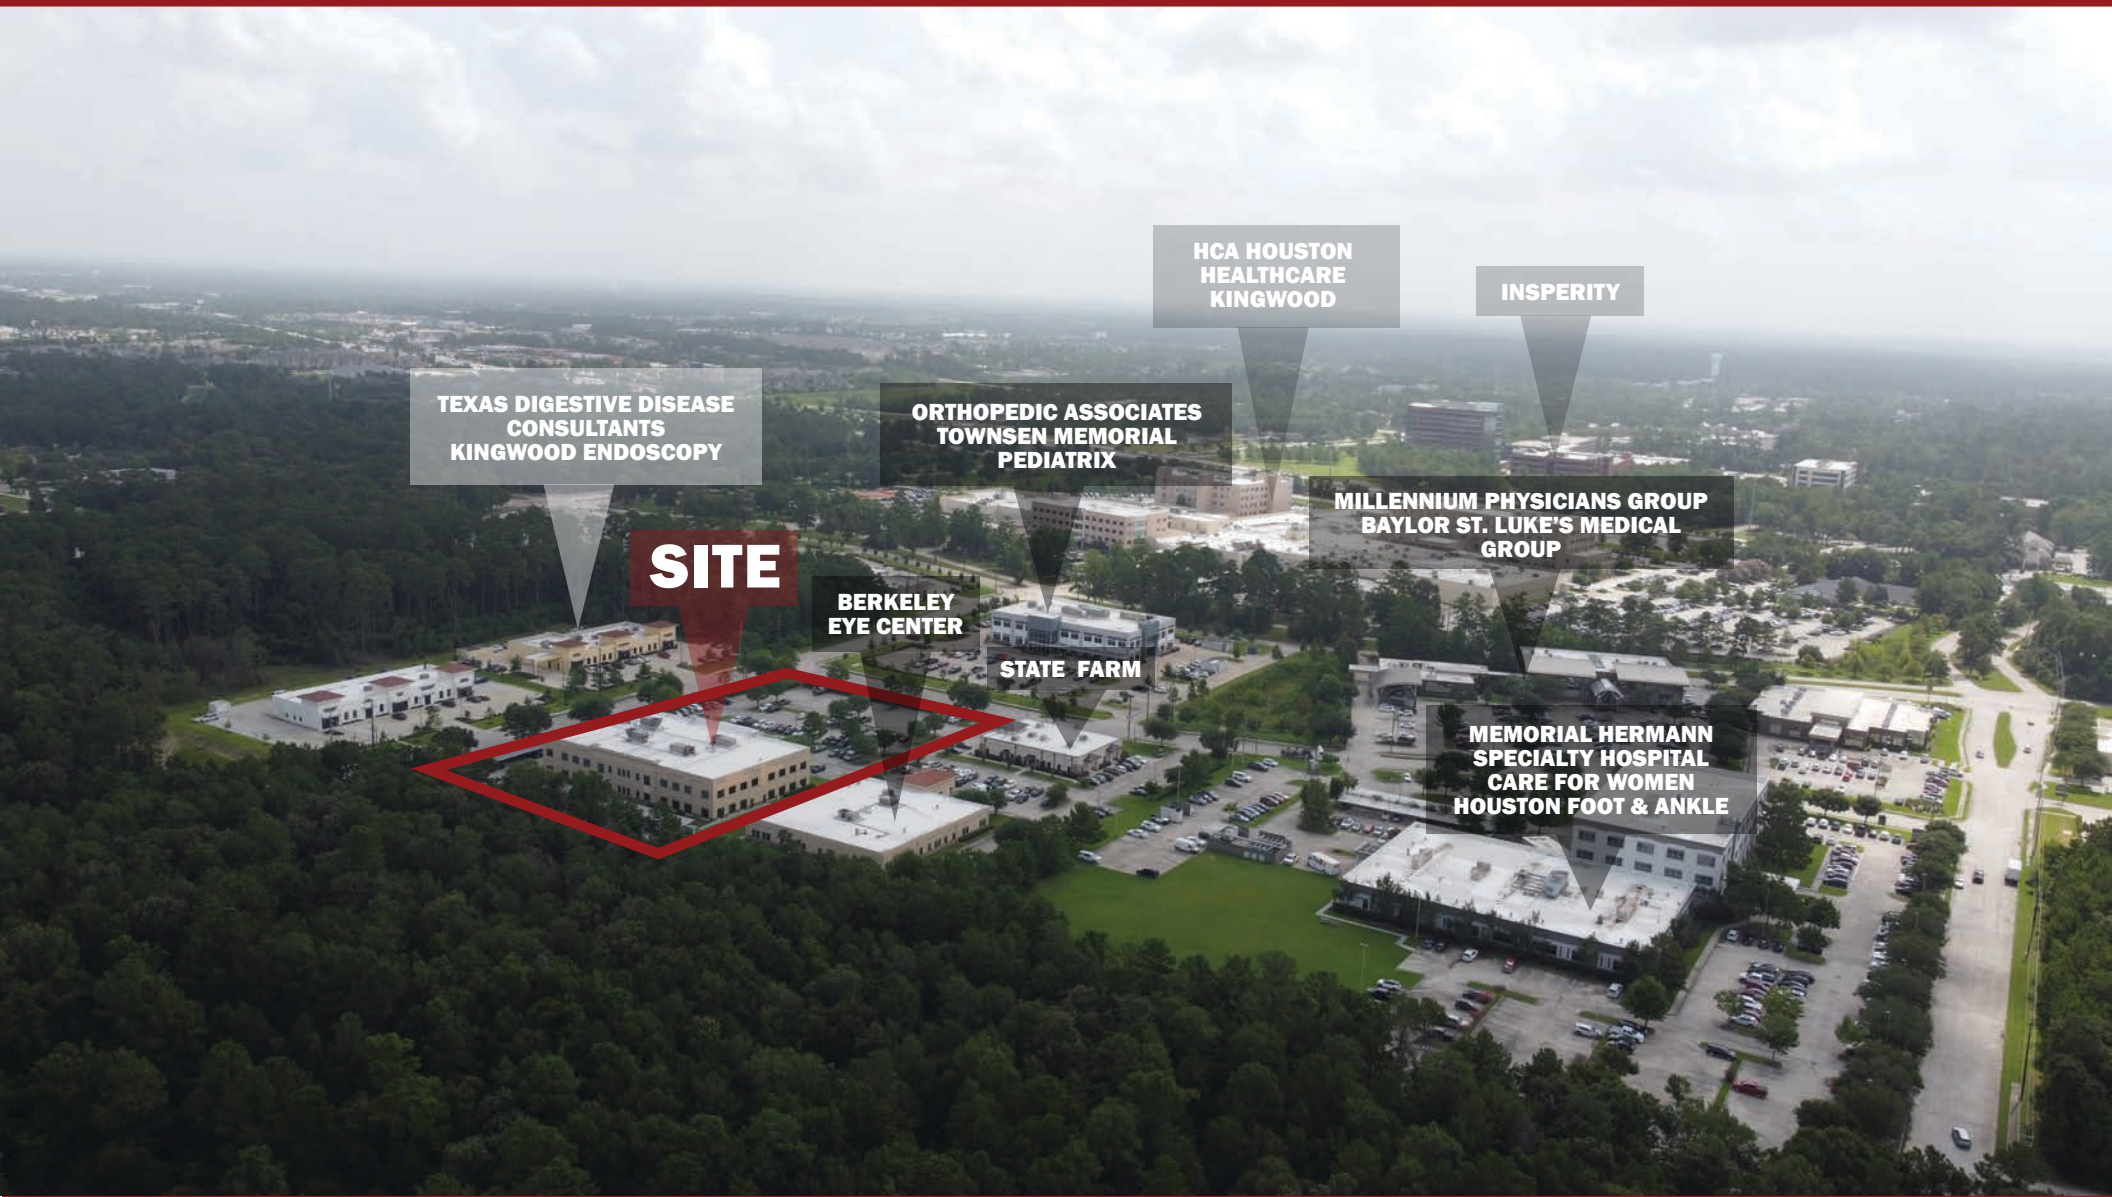 HCA HOUSTON
HEALTHCARE
KINGWOOD
INSPERITY
TEXAS DIGESTIVE DISEASE
CONSULTANTS
KINGWOOD ENDOSCOPY
ORTHOPEDIC ASSOCIATES
TOWNSEN MEMORIAL
PEDIATRIX
MILLENNIUM PHYSICIANS GROUP
BAYLOR ST. LUKE'S MEDICAL
GROUP
SITE
BERKELEY
EYE CENTER
STATE FARM
MEMORIAL HERMANN
SPECIALTY HOSPITAL
CARE FOR WOMEN
HOUSTON FOOT & ANKLE